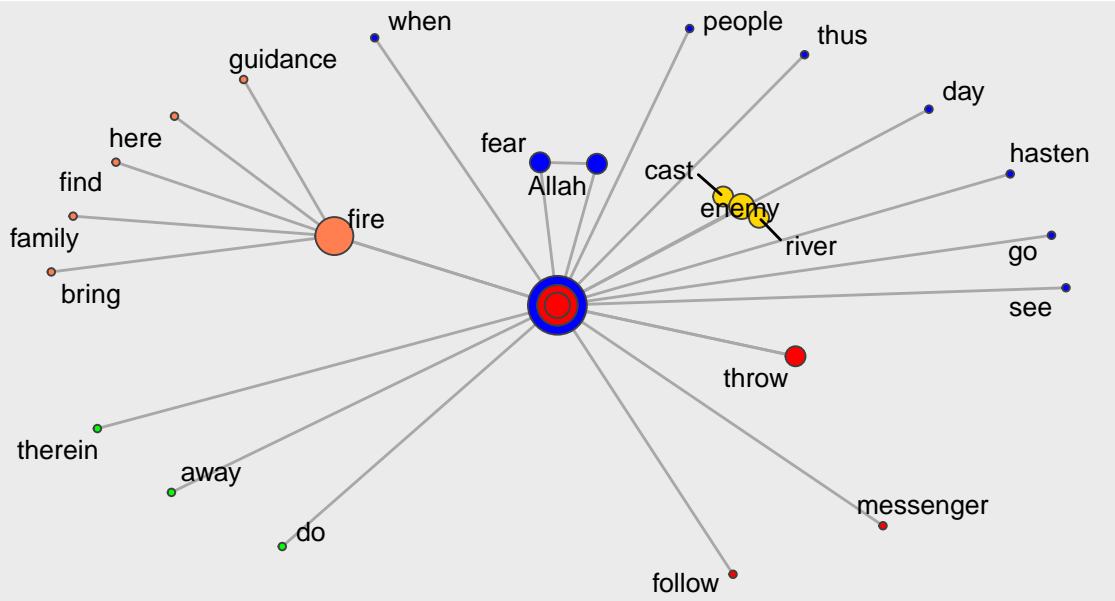 when
people
thus
guidance
day
here
fear
hasten
find
Allah
cast
enemy
family
fire
river
go
bring
see
throw
therein
away
messenger
do
follow